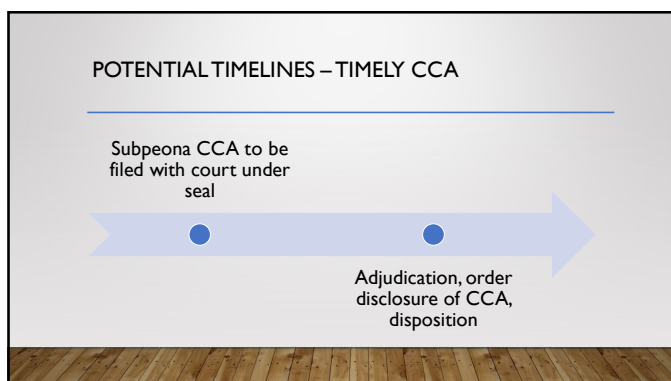 POTENTIAL TIMELINES – TIMELY CCA
Subpeona CCA to be
filed with court under
seal
Adjudication, order
disclosure of CCA,
disposition